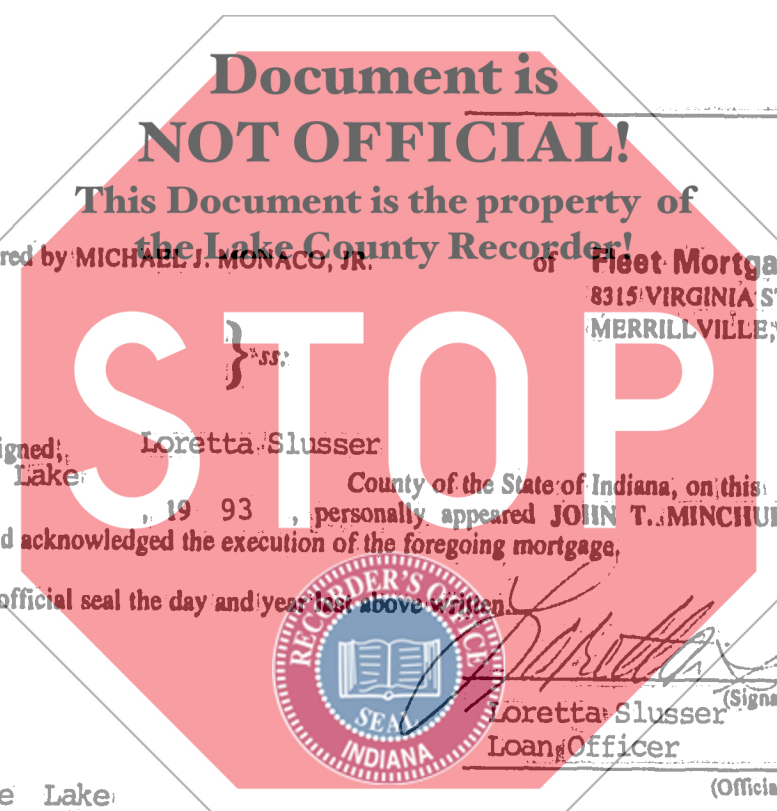 Document is
NOT OFFICIAL!
This Document is the property of
the Lake County Recorder!
red by MICHAEL J. MONACO, JR. of Fleet Mortga
8315 VIRGINIA S
MERRILLVILLE,
} ss:
STOP
igned, Loretta Slusser
Lake County of the State of Indiana, on this
, 19 93 , personally appeared JOHN T. MINCHU
d acknowledged the execution of the foregoing mortgage.
official seal the day and year last above written.
RECORDER'S OFFICE
SEAL
INDIANA
Loretta
(Signa
Loretta Slusser
Loan Officer
(Officia
e Lake